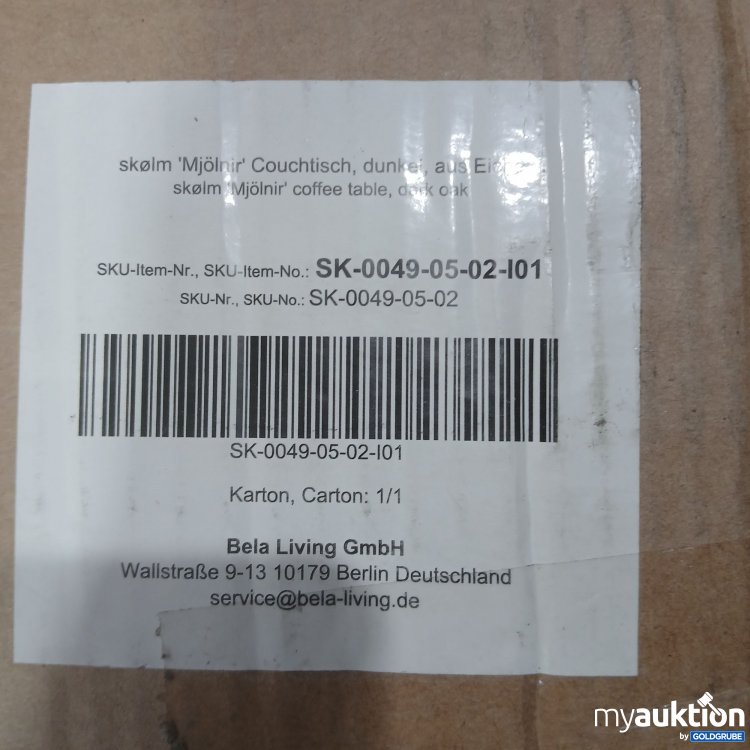 skølm 'Mjölnir' Couchtisch, dunkel, aus
skølm 'Mjölnir' coffee table, dark oak
SKU-Item-Nr., SKU-Item-No.: SK-0049-05-02-I01
SKU-Nr., SKU-No.: SK-0049-05-02
SK-0049-05-02-I01
Karton, Carton: 1/1
Bela Living GmbH
Wallstraße 9-13 10179 Berlin Deutschland
service@bela-living.de
myauktion
by GOLDGRUBE